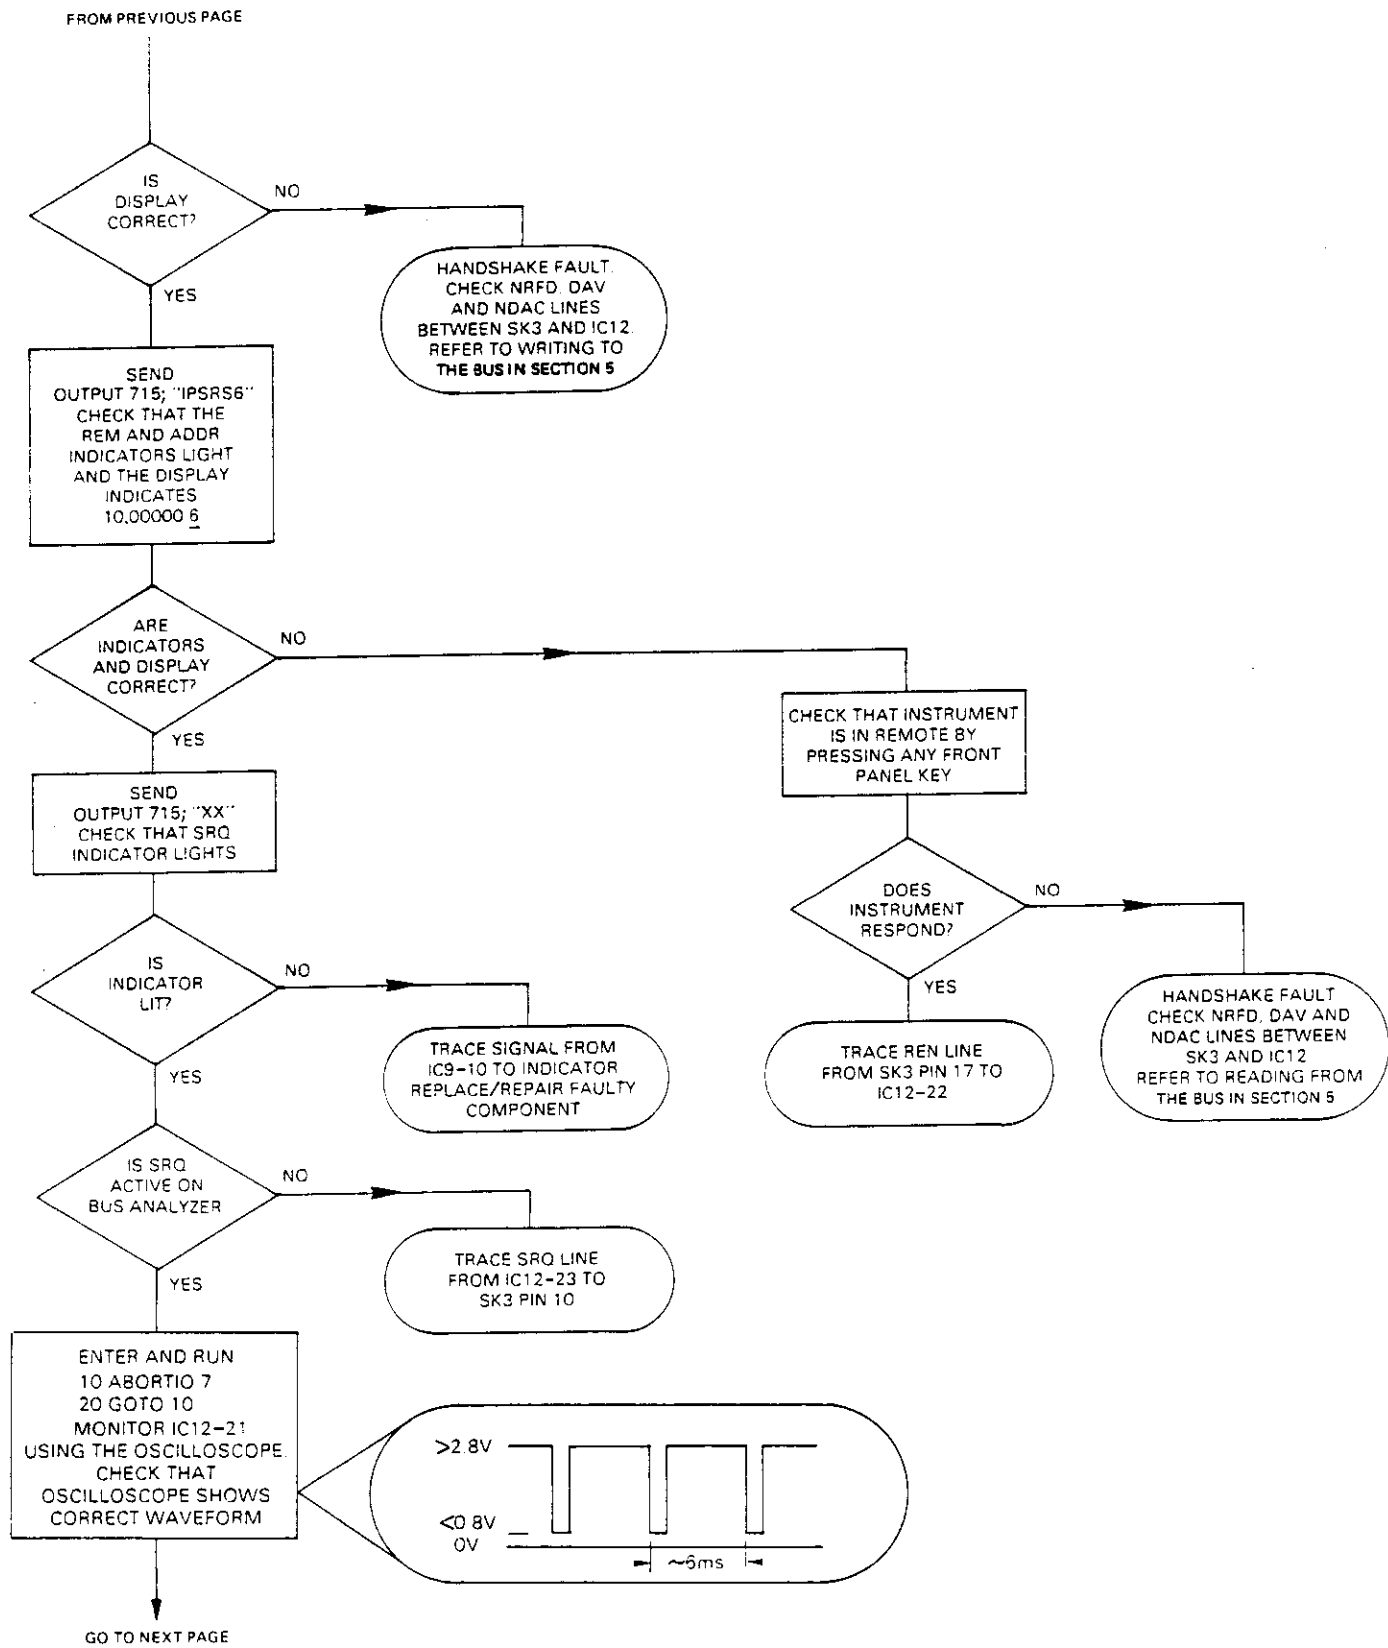 FROM PREVIOUS PAGE
IS
DISPLAY
CORRECT?
NO
YES
HANDSHAKE FAULT.
CHECK NRFD, DAV
AND NDAC LINES
BETWEEN SK3 AND IC12.
REFER TO WRITING TO
THE BUS IN SECTION 5
SEND
OUTPUT 715; "IPSRS6"
CHECK THAT THE
REM AND ADDR
INDICATORS LIGHT
AND THE DISPLAY
INDICATES
10.00000 6
ARE
INDICATORS
AND DISPLAY
CORRECT?
NO
YES
CHECK THAT INSTRUMENT
IS IN REMOTE BY
PRESSING ANY FRONT
PANEL KEY
SEND
OUTPUT 715; "XX"
CHECK THAT SRQ
INDICATOR LIGHTS
DOES
INSTRUMENT
RESPOND?
NO
YES
IS
INDICATOR
LIT?
NO
YES
HANDSHAKE FAULT
CHECK NRFD, DAV AND
NDAC LINES BETWEEN
SK3 AND IC12
REFER TO READING FROM
THE BUS IN SECTION 5
TRACE SIGNAL FROM
IC9-10 TO INDICATOR
REPLACE/REPAIR FAULTY
COMPONENT
TRACE REN LINE
FROM SK3 PIN 17 TO
IC12-22
IS SRQ
ACTIVE ON
BUS ANALYZER
NO
YES
TRACE SRQ LINE
FROM IC12-23 TO
SK3 PIN 10
ENTER AND RUN
10 ABORTIO 7
20 GOTO 10
MONITOR IC12-21
USING THE OSCILLOSCOPE.
CHECK THAT
OSCILLOSCOPE SHOWS
CORRECT WAVEFORM
>2.8V
<0.8V
0V
~6ms
GO TO NEXT PAGE